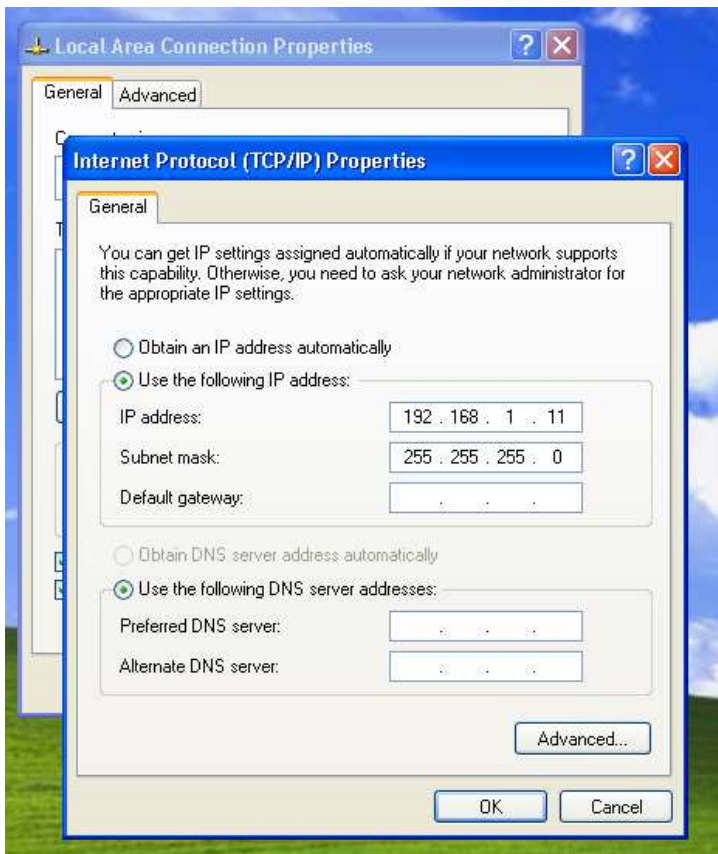 Local Area Connection Properties
General Advanced
Internet Protocol (TCP/IP) Properties
General
You can get IP settings assigned automatically if your network supports
this capability. Otherwise, you need to ask your network administrator for
the appropriate IP settings.
Obtain an IP address automatically
Use the following IP address:
IP address: 192 . 168 . 1 . 11
Subnet mask: 255 . 255 . 255 . 0
Default gateway: . . .
Obtain DNS server address automatically
Use the following DNS server addresses:
Preferred DNS server: . . .
Alternate DNS server: . . .
Advanced...
OK Cancel